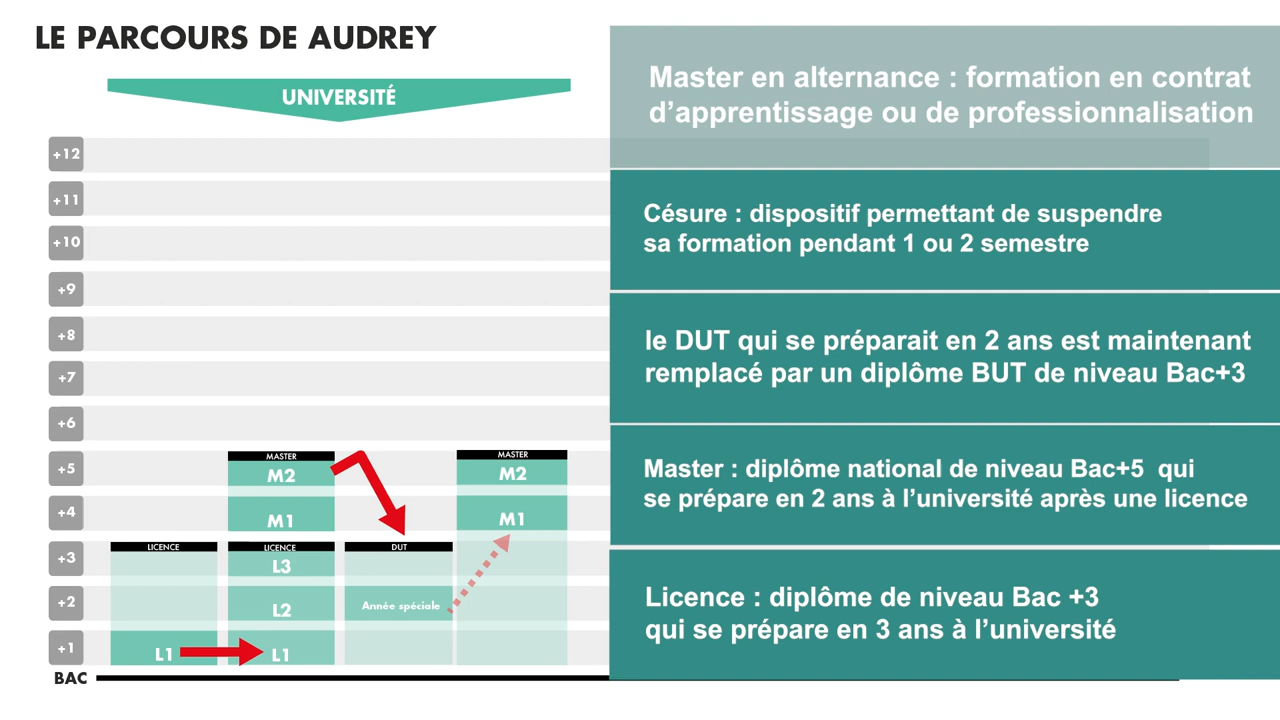 LE PARCOURS DE AUDREY
UNIVERSITÉ
+12
+11
+10
+9
+8
+7
+6
+5
+4
+3
+2
+1
BAC
LICENCE
L1
MASTER
M2
M1
LICENCE
L3
L2
L1
DUT
Année spéciale
MASTER
M2
M1
Master en alternance : formation en contrat
d’apprentissage ou de professionnalisation
Césure : dispositif permettant de suspendre
sa formation pendant 1 ou 2 semestre
le DUT qui se préparait en 2 ans est maintenant
remplacé par un diplôme BUT de niveau Bac+3
Master : diplôme national de niveau Bac+5 qui
se prépare en 2 ans à l’université après une licence
Licence : diplôme de niveau Bac +3
qui se prépare en 3 ans à l’université